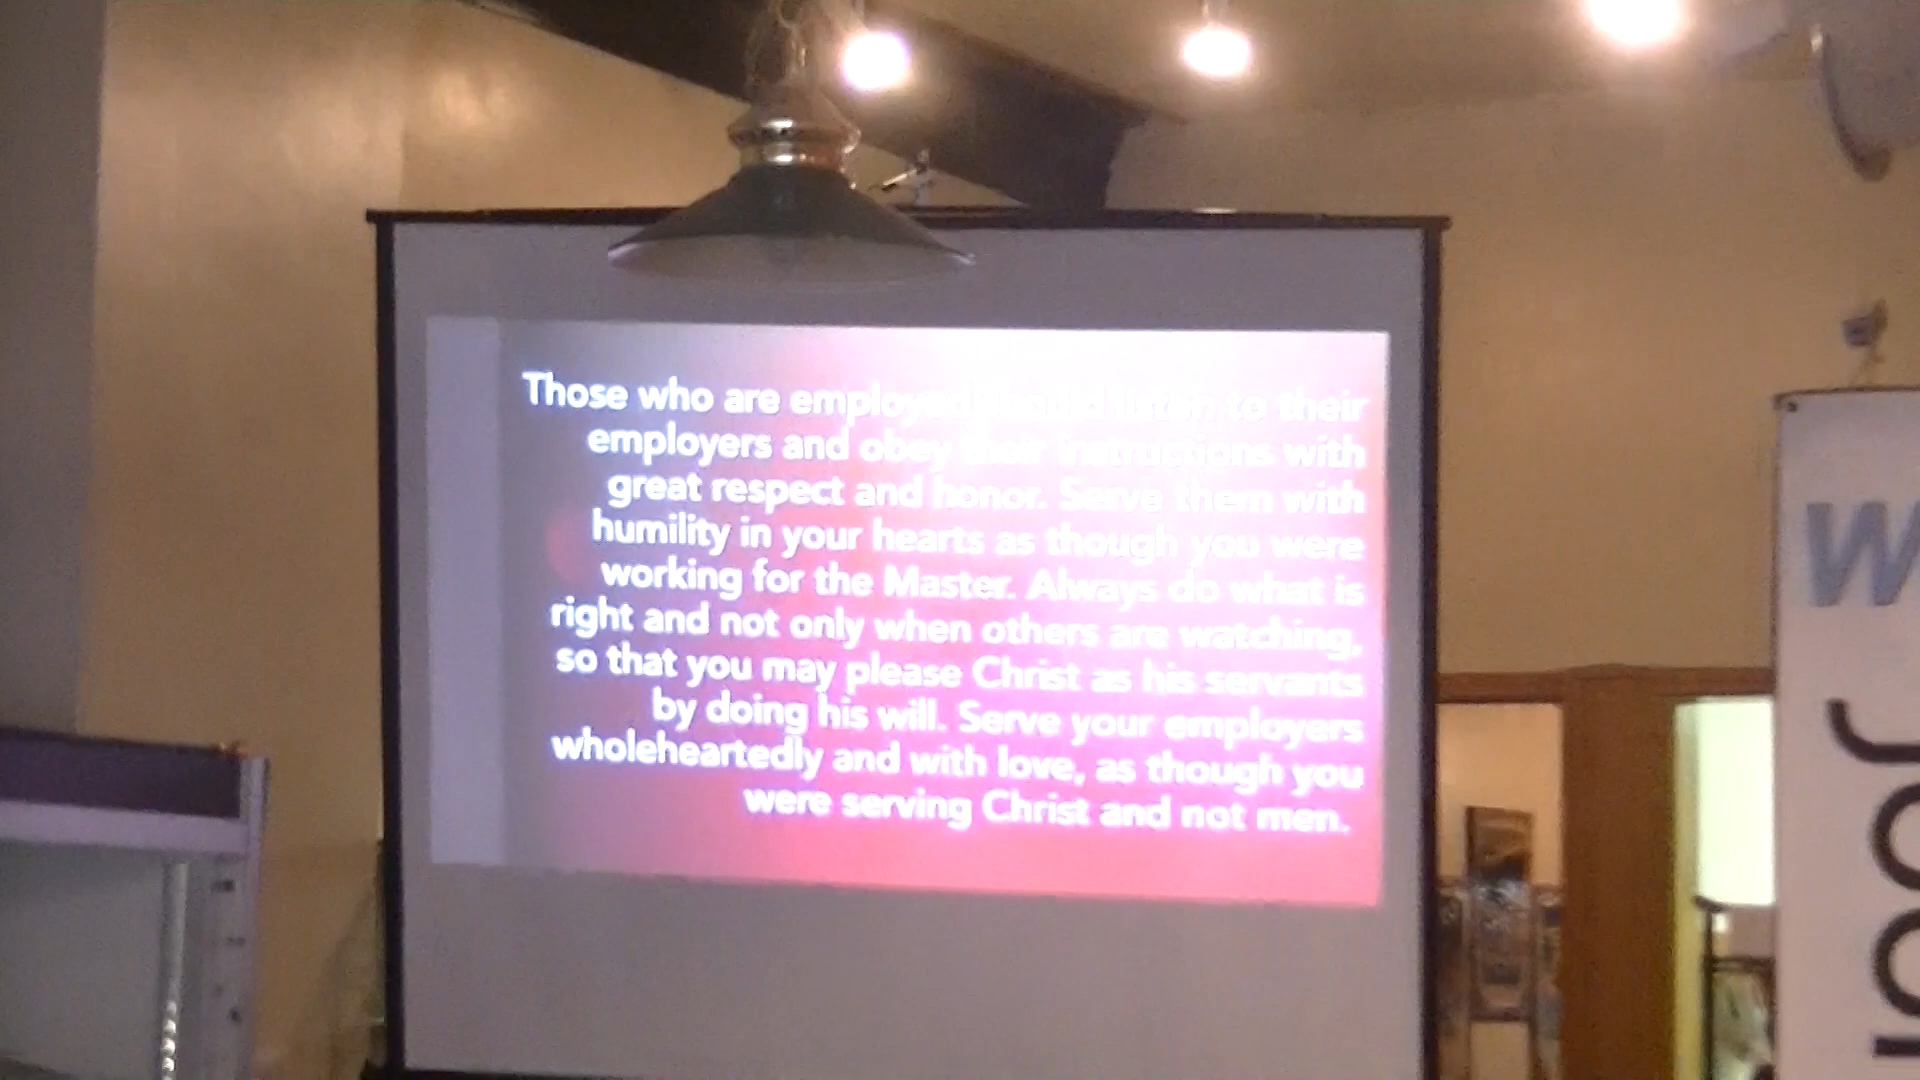 Those who are employed should listen to their
employers and obey their instructions with
great respect and honor. Serve them with
humility in your hearts as though you were
working for the Master. Always do what is
right and not only when others are watching,
so that you may please Christ as his servants
by doing his will. Serve your employers
wholeheartedly and with love, as though you
were serving Christ and not men.
W